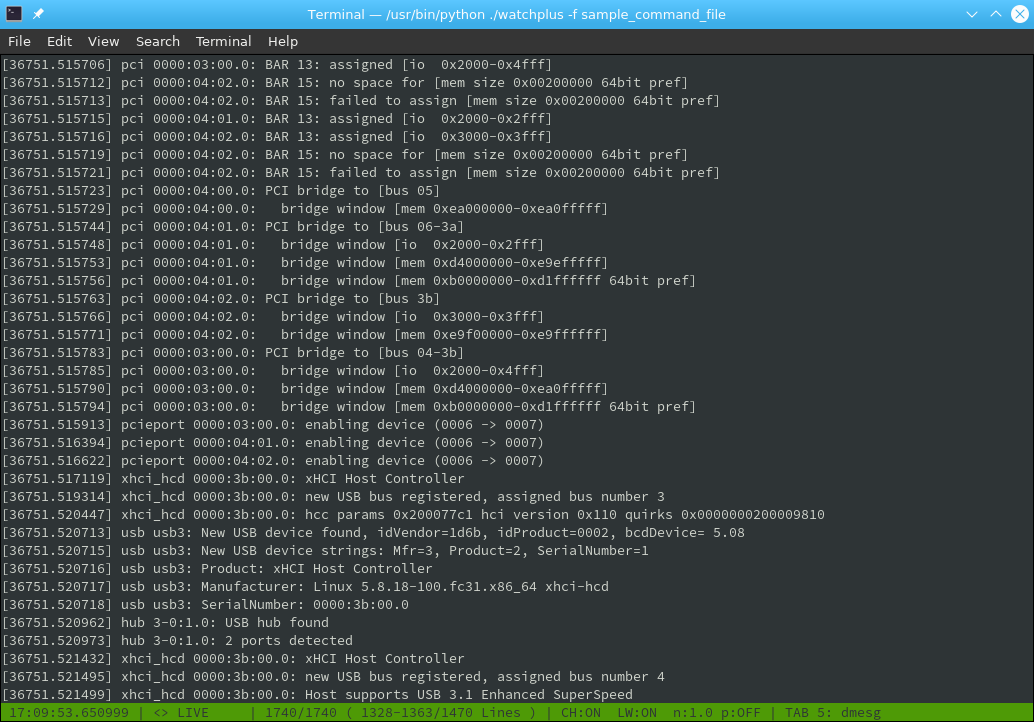 Terminal — /usr/bin/python ./watchplus -f sample_command_file
File Edit View Search Terminal Help
[36751.515706] pci 0000:03:00.0: BAR 13: assigned [io  0x2000-0x4fff]
[36751.515712] pci 0000:04:02.0: BAR 15: no space for [mem size 0x00200000 64bit pref]
[36751.515713] pci 0000:04:02.0: BAR 15: failed to assign [mem size 0x00200000 64bit pref]
[36751.515715] pci 0000:04:01.0: BAR 13: assigned [io  0x2000-0x2fff]
[36751.515716] pci 0000:04:02.0: BAR 13: assigned [io  0x3000-0x3fff]
[36751.515719] pci 0000:04:02.0: BAR 15: no space for [mem size 0x00200000 64bit pref]
[36751.515721] pci 0000:04:02.0: BAR 15: failed to assign [mem size 0x00200000 64bit pref]
[36751.515723] pci 0000:04:00.0: PCI bridge to [bus 05]
[36751.515729] pci 0000:04:00.0:   bridge window [mem 0xea000000-0xea0fffff]
[36751.515744] pci 0000:04:01.0: PCI bridge to [bus 06-3a]
[36751.515748] pci 0000:04:01.0:   bridge window [io  0x2000-0x2fff]
[36751.515753] pci 0000:04:01.0:   bridge window [mem 0xd4000000-0xe9efffff]
[36751.515756] pci 0000:04:01.0:   bridge window [mem 0xb0000000-0xd1ffffff 64bit pref]
[36751.515763] pci 0000:04:02.0: PCI bridge to [bus 3b]
[36751.515766] pci 0000:04:02.0:   bridge window [io  0x3000-0x3fff]
[36751.515771] pci 0000:04:02.0:   bridge window [mem 0xe9f00000-0xe9ffffff]
[36751.515783] pci 0000:03:00.0: PCI bridge to [bus 04-3b]
[36751.515785] pci 0000:03:00.0:   bridge window [io  0x2000-0x4fff]
[36751.515790] pci 0000:03:00.0:   bridge window [mem 0xd4000000-0xea0fffff]
[36751.515794] pci 0000:03:00.0:   bridge window [mem 0xb0000000-0xd1ffffff 64bit pref]
[36751.515913] pcieport 0000:03:00.0: enabling device (0006 -> 0007)
[36751.516394] pcieport 0000:04:01.0: enabling device (0006 -> 0007)
[36751.516622] pcieport 0000:04:02.0: enabling device (0006 -> 0007)
[36751.517119] xhci_hcd 0000:3b:00.0: xHCI Host Controller
[36751.519314] xhci_hcd 0000:3b:00.0: new USB bus registered, assigned bus number 3
[36751.520447] xhci_hcd 0000:3b:00.0: hcc params 0x200077c1 hci version 0x110 quirks 0x0000000200009810
[36751.520713] usb usb3: New USB device found, idVendor=1d6b, idProduct=0002, bcdDevice= 5.08
[36751.520715] usb usb3: New USB device strings: Mfr=3, Product=2, SerialNumber=1
[36751.520716] usb usb3: Product: xHCI Host Controller
[36751.520717] usb usb3: Manufacturer: Linux 5.8.18-100.fc31.x86_64 xhci-hcd
[36751.520718] usb usb3: SerialNumber: 0000:3b:00.0
[36751.520962] hub 3-0:1.0: USB hub found
[36751.520973] hub 3-0:1.0: 2 ports detected
[36751.521432] xhci_hcd 0000:3b:00.0: xHCI Host Controller
[36751.521495] xhci_hcd 0000:3b:00.0: new USB bus registered, assigned bus number 4
[36751.521499] xhci_hcd 0000:3b:00.0: Host supports USB 3.1 Enhanced SuperSpeed
17:09:53.650999 | <> LIVE     | 1740/1740 ( 1328-1363/1470 Lines ) | CH:ON  LW:ON  n:1.0 p:OFF | TAB 5: dmesg